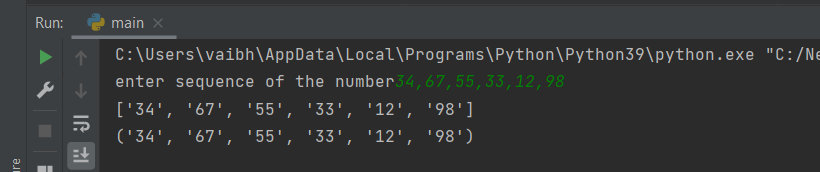 Run: main
C:\Users\vaibh\AppData\Local\Programs\Python\Python39\python.exe "C:/Ne
enter sequence of the number34,67,55,33,12,98
['34', '67', '55', '33', '12', '98']
('34', '67', '55', '33', '12', '98')